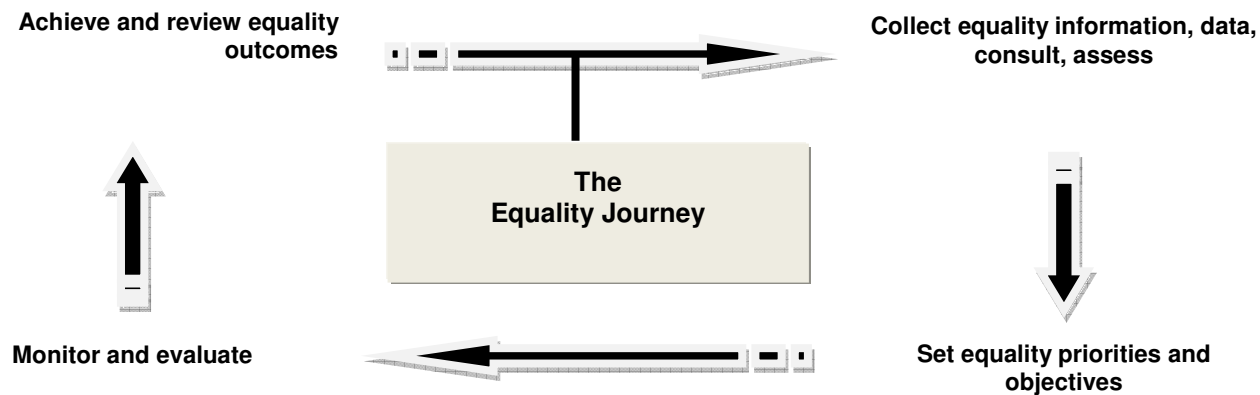 Achieve and review equality
outcomes
Collect equality information, data,
consult, assess
The
Equality Journey
Monitor and evaluate
Set equality priorities and
objectives